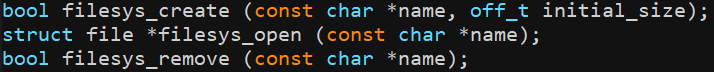 bool filesys_create (const char *name, off_t initial_size);
struct file *filesys_open (const char *name);
bool filesys_remove (const char *name);